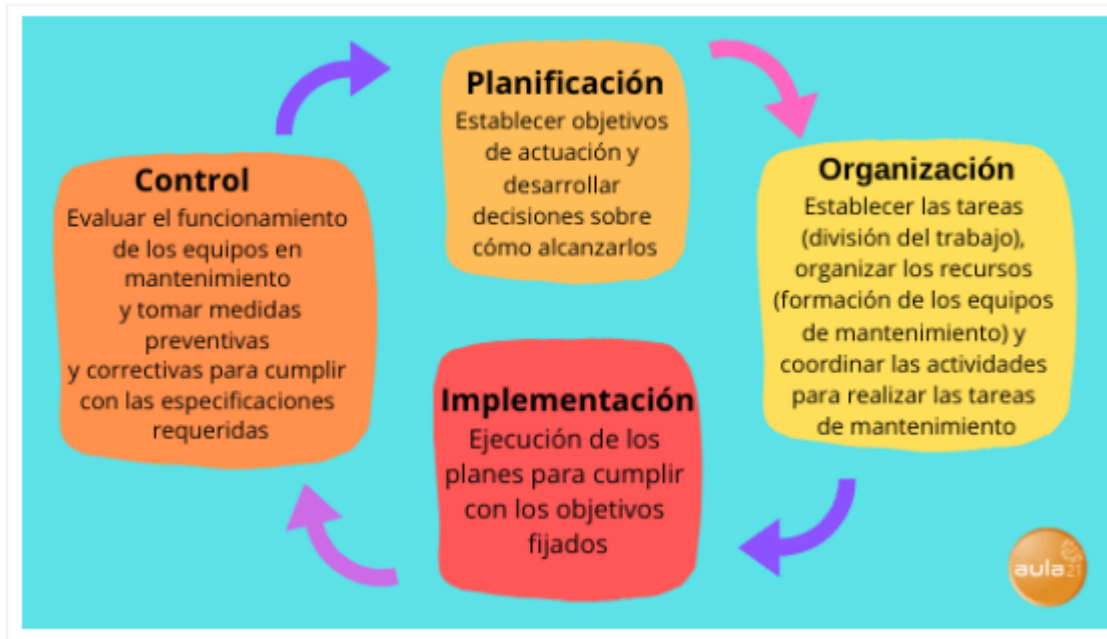 Planificación
Establecer objetivos
de actuación y
desarrollar
decisiones sobre
cómo alcanzarlos
Organización
Establecer las tareas
(división del trabajo),
organizar los recursos
(formación de los equipos
de mantenimiento) y
coordinar las actividades
para realizar las tareas
de mantenimiento
Implementación
Ejecución de los
planes para cumplir
con los objetivos
fijados
Control
Evaluar el funcionamiento
de los equipos en
mantenimiento
y tomar medidas
preventivas
y correctivas para cumplir
con las especificaciones
requeridas
aula21